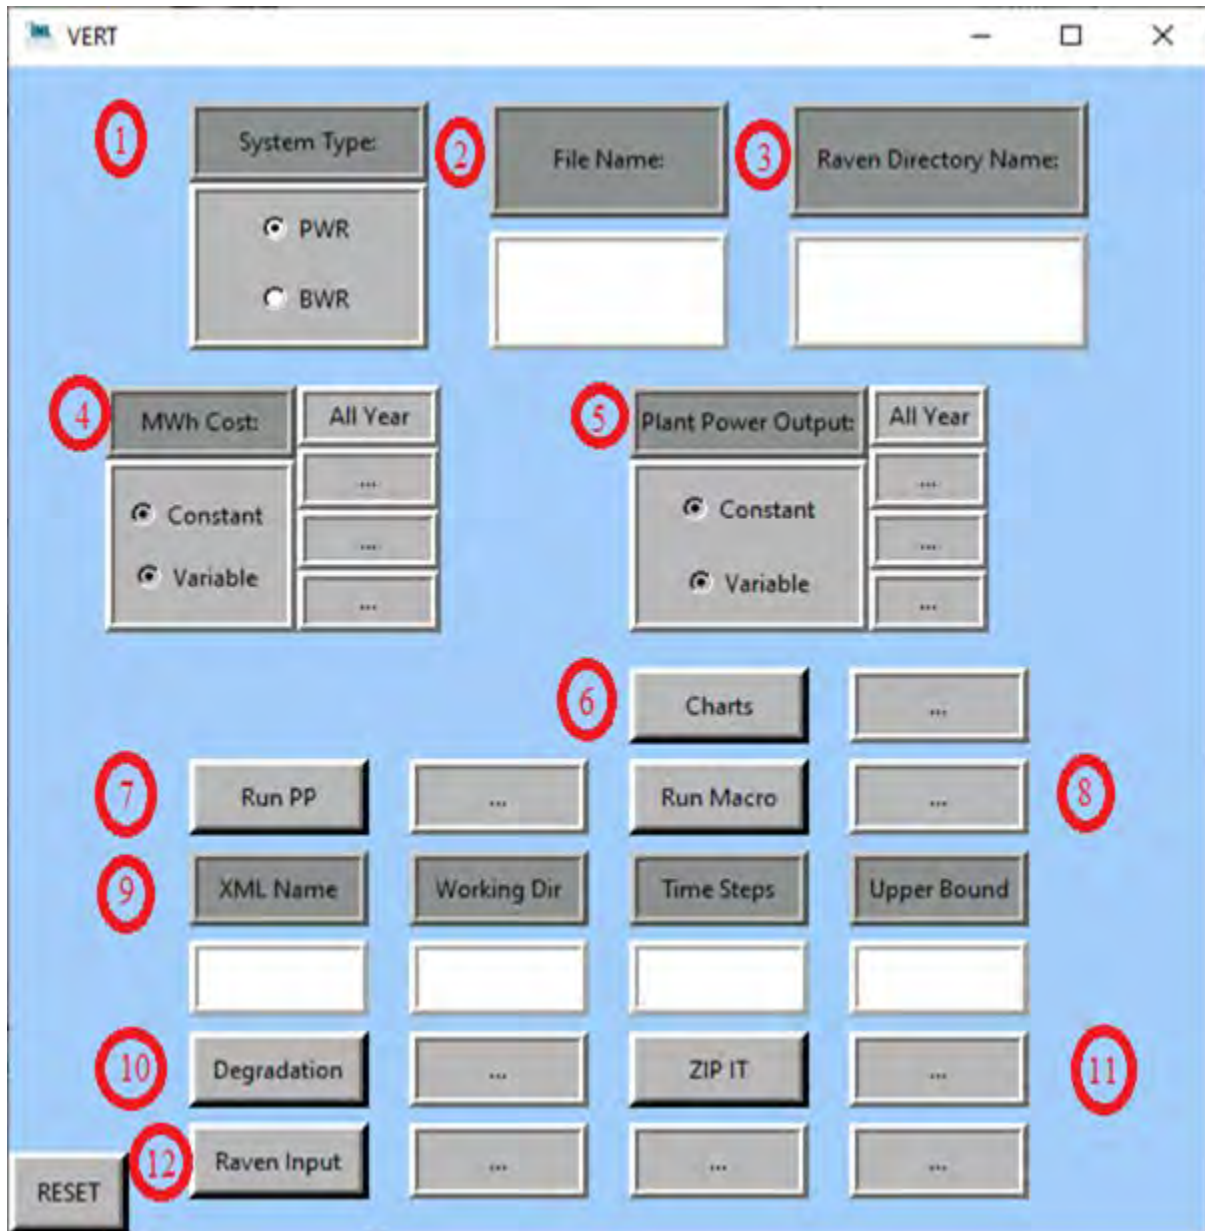 VERT
1 System Type: 2 File Name: 3 Raven Directory Name:
PWR
BWR
4 MWh Cost: All Year 5 Plant Power Output: All Year
... ...
Constant Constant
... ...
Variable Variable
... ...
6 Charts ...
7 Run PP ... Run Macro ... 8
9 XML Name Working Dir Time Steps Upper Bound
10 Degradation ... ZIP IT ... 11
12 Raven Input ... ... ...
RESET